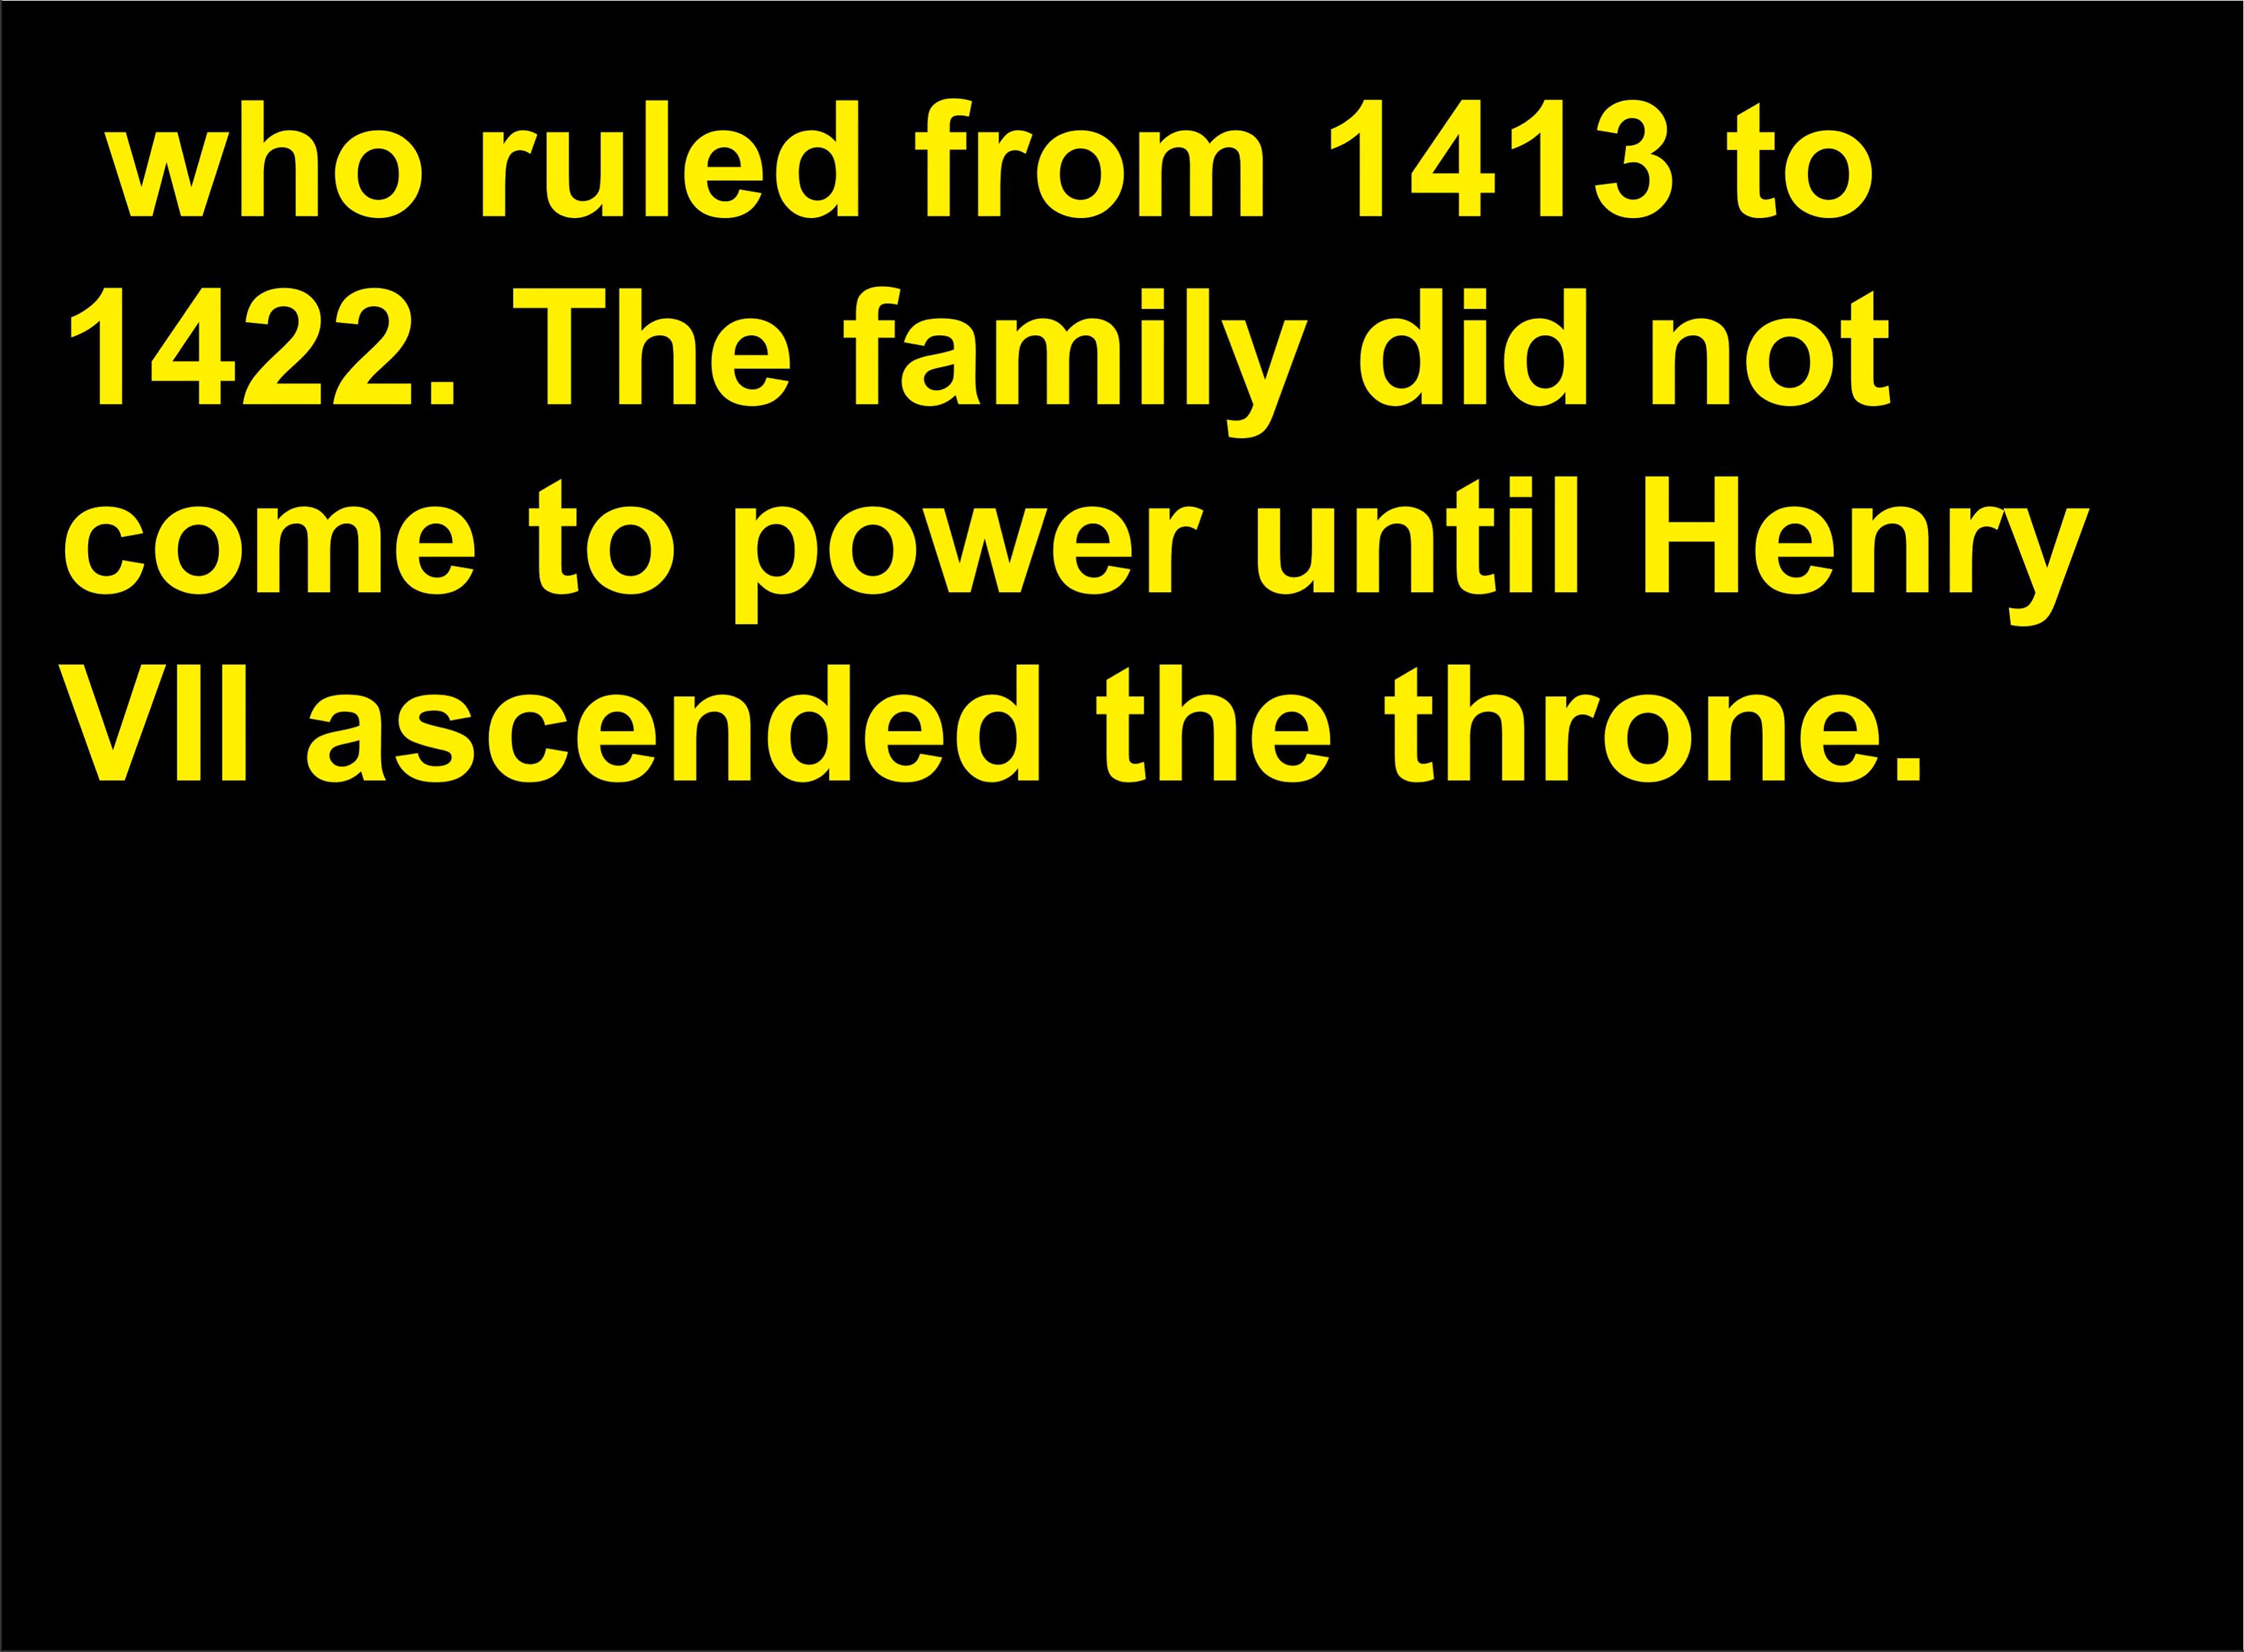 who ruled from 1413 to
1422. The family did not
come to power until Henry
VII ascended the throne.